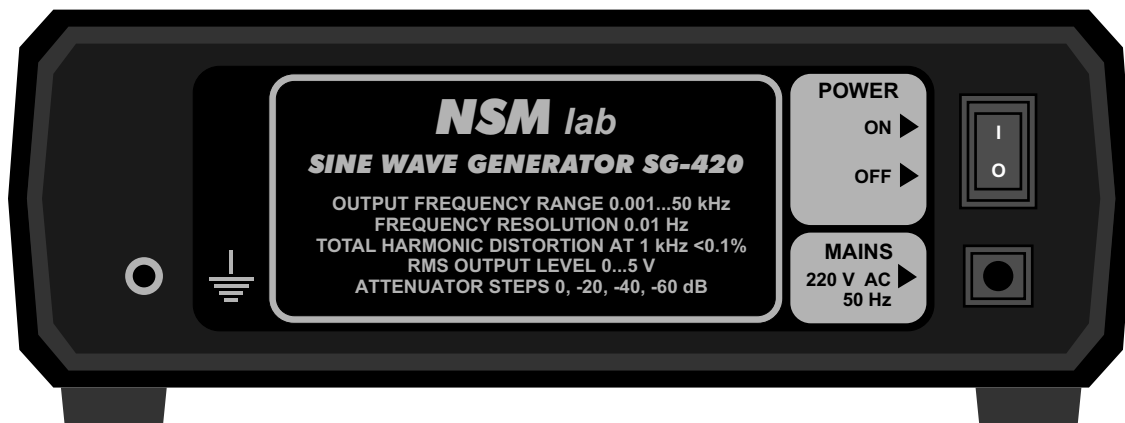 NSM lab
SINE WAVE GENERATOR SG-420
OUTPUT FREQUENCY RANGE 0.001...50 kHz
FREQUENCY RESOLUTION 0.01 Hz
TOTAL HARMONIC DISTORTION AT 1 kHz <0.1%
RMS OUTPUT LEVEL 0...5 V
ATTENUATOR STEPS 0, -20, -40, -60 dB
POWER
ON
OFF
I
O
MAINS
220 V AC
50 Hz